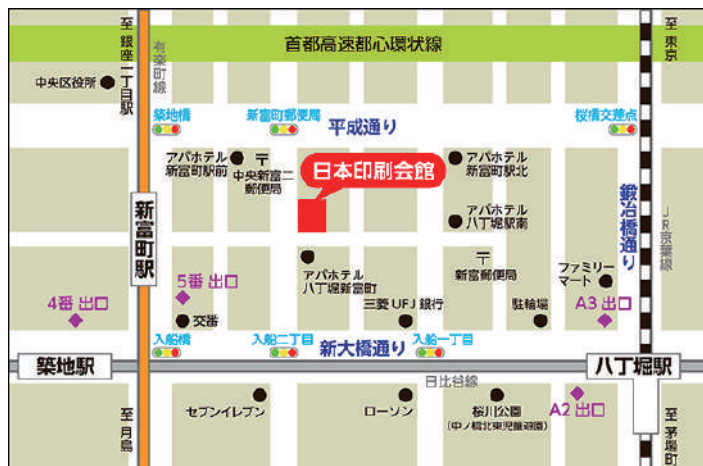 至銀座一丁目駅
有楽町線
首都高速都心環状線
至東京
中央区役所
築地橋
新富町郵便局
平成通り
桜橋交差点
アパホテル
新富町駅前
〒
中央新富二
郵便局
日本印刷会館
アパホテル
新富町駅北
アパホテル
八丁堀駅南
鍛冶橋通り
JR京葉線
新富町駅
5番 出口
4番 出口
アパホテル
八丁堀新富町
〒
新富郵便局
ファミリー
マート
A3 出口
交番
三菱UFJ銀行
駐輪場
入船橋
入船二丁目
新大橋通り
入船一丁目
築地駅
八丁堀駅
日比谷線
セブンイレブン
ローソン
桜川公園
(中ノ橋北東児童遊園)
A2 出口
至月島
至茅場町